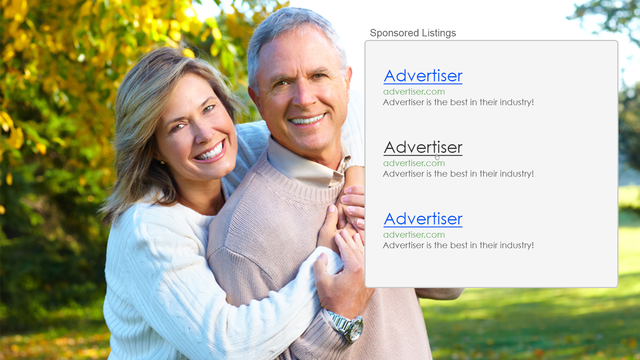 Sponsored Listings
Advertiser
advertiser.com
Advertiser is the best in their industry!
Advertiser
advertiser.com
Advertiser is the best in their industry!
Advertiser
advertiser.com
Advertiser is the best in their industry!